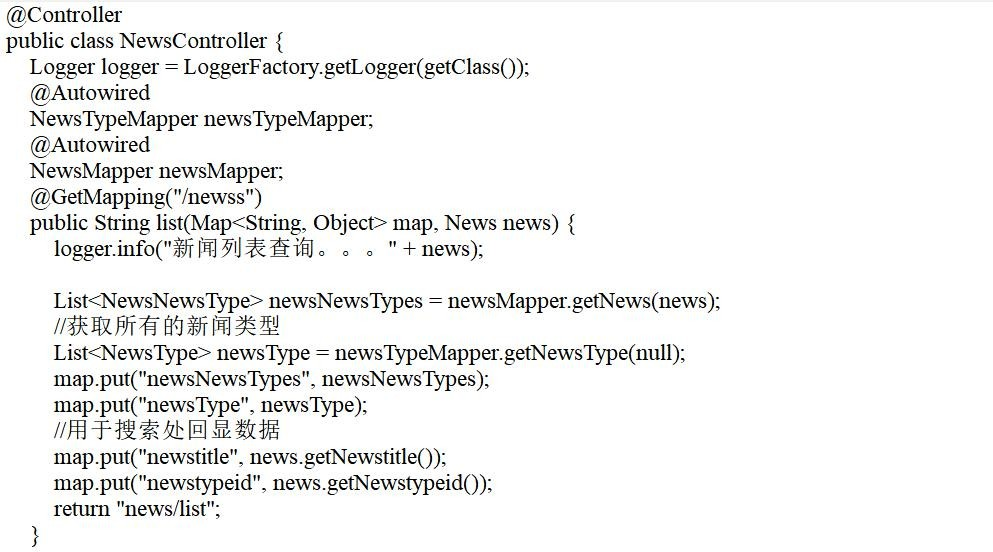 @Controller
public class NewsController {
Logger logger = LoggerFactory.getLogger(getClass());
@Autowired
NewsTypeMapper newsTypeMapper;
@Autowired
NewsMapper newsMapper;
@GetMapping("/newss")
public String list(Map<String, Object> map, News news) {
logger.info("新闻列表查询。。。" + news);
List<NewsNewsType> newsNewsTypes = newsMapper.getNews(news);
//获取所有的新闻类型
List<NewsType> newsType = newsTypeMapper.getNewsType(null);
map.put("newsNewsTypes", newsNewsTypes);
map.put("newsType", newsType);
//用于搜索处回显数据
map.put("newstitle", news.getNewstitle());
map.put("newstypeid", news.getNewstypeid());
return "news/list";
}